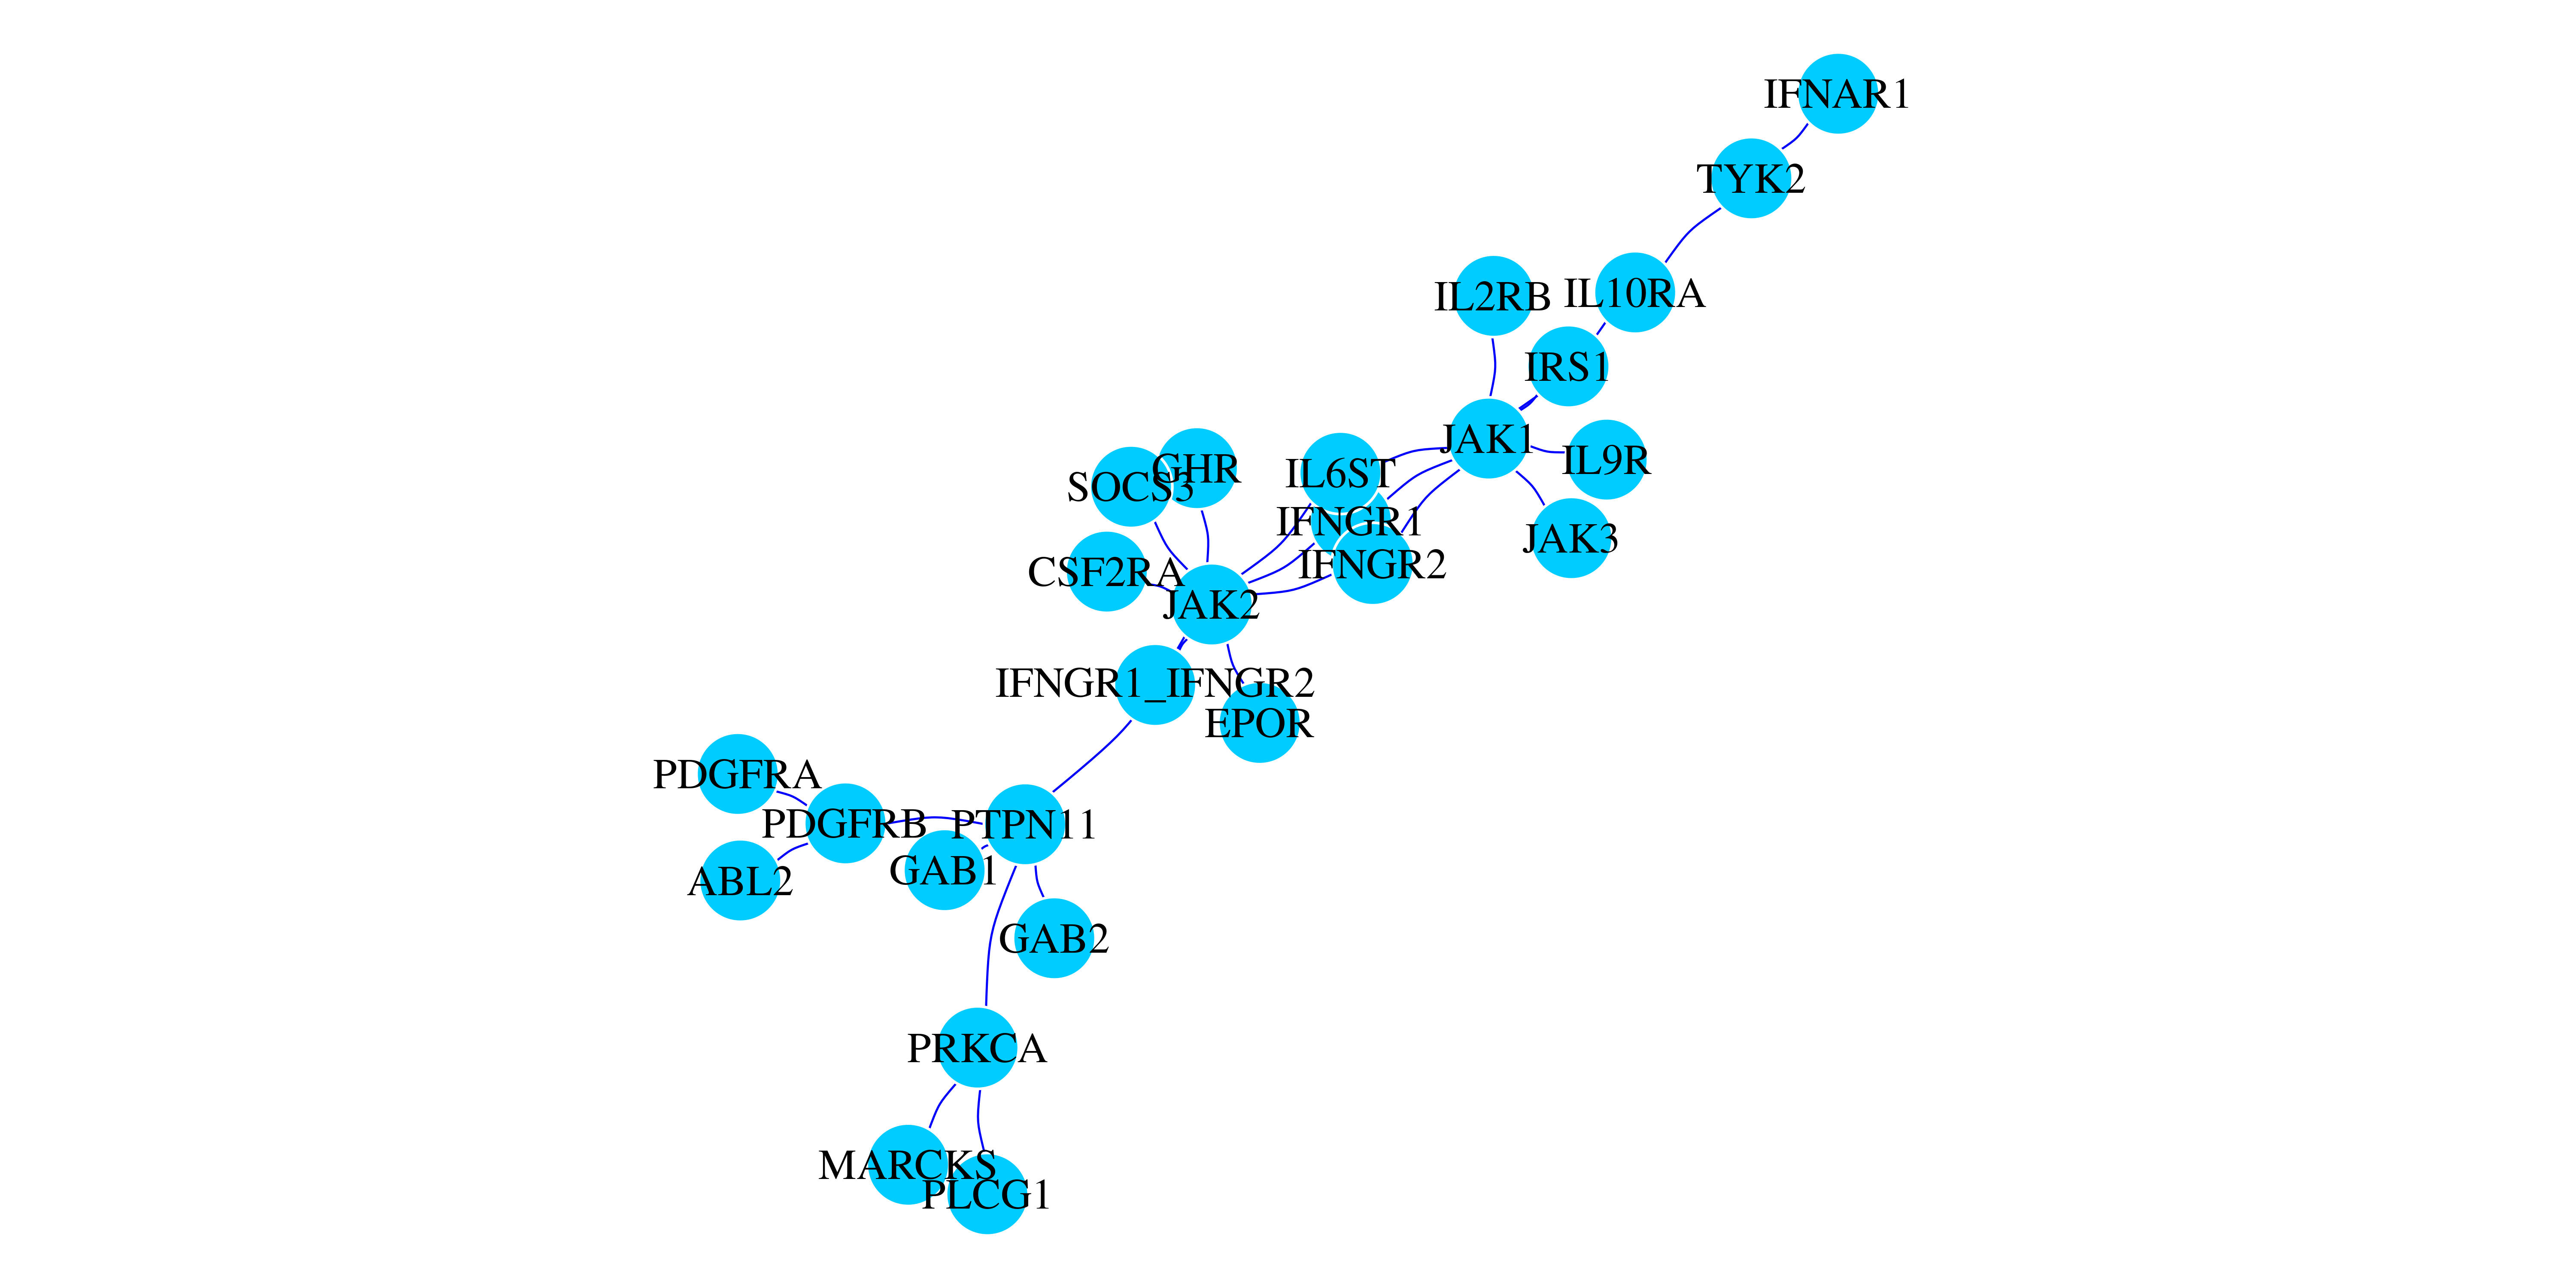 IFNAR1
TYK2
IL2RB
IL10RA
IRS1
JAK1
IL9R
GHR
SOCS3
IL6ST
IFNGR1
JAK3
IFNGR2
CSF2RA
JAK2
IFNGR1_IFNGR2
EPOR
PDGFRA
PDGFRB
PTPN11
GAB1
ABL2
GAB2
PRKCA
MARCKS
PLCG1